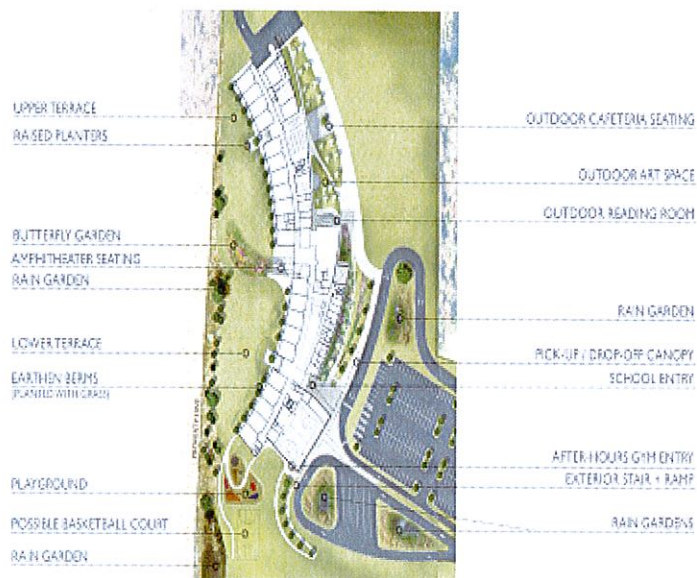 UPPER TERRACE
RAISED PLANTERS
BUTTERFLY GARDEN
AMPHITHEATER SEATING
RAIN GARDEN
LOWER TERRACE
EARTHEN BERMS
(PLANTED WITH GRASS)
PLAYGROUND
POSSIBLE BASKETBALL COURT
RAIN GARDEN
PROPERTY LINE
OUTDOOR CAFETERIA SEATING
OUTDOOR ART SPACE
OUTDOOR READING ROOM
RAIN GARDEN
PICK-UP / DROP-OFF CANOPY
SCHOOL ENTRY
AFTER-HOURS GYM ENTRY
EXTERIOR STAIR + RAMP
RAIN GARDENS